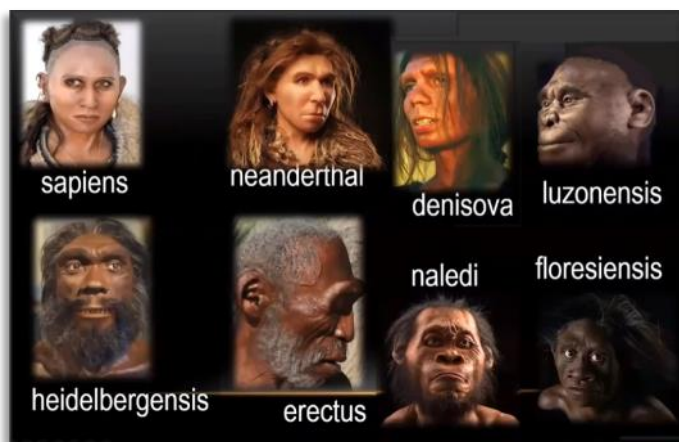 sapiens
neanderthal
denisova
luzonensis
naledi
floresiensis
heidelbergensis
erectus